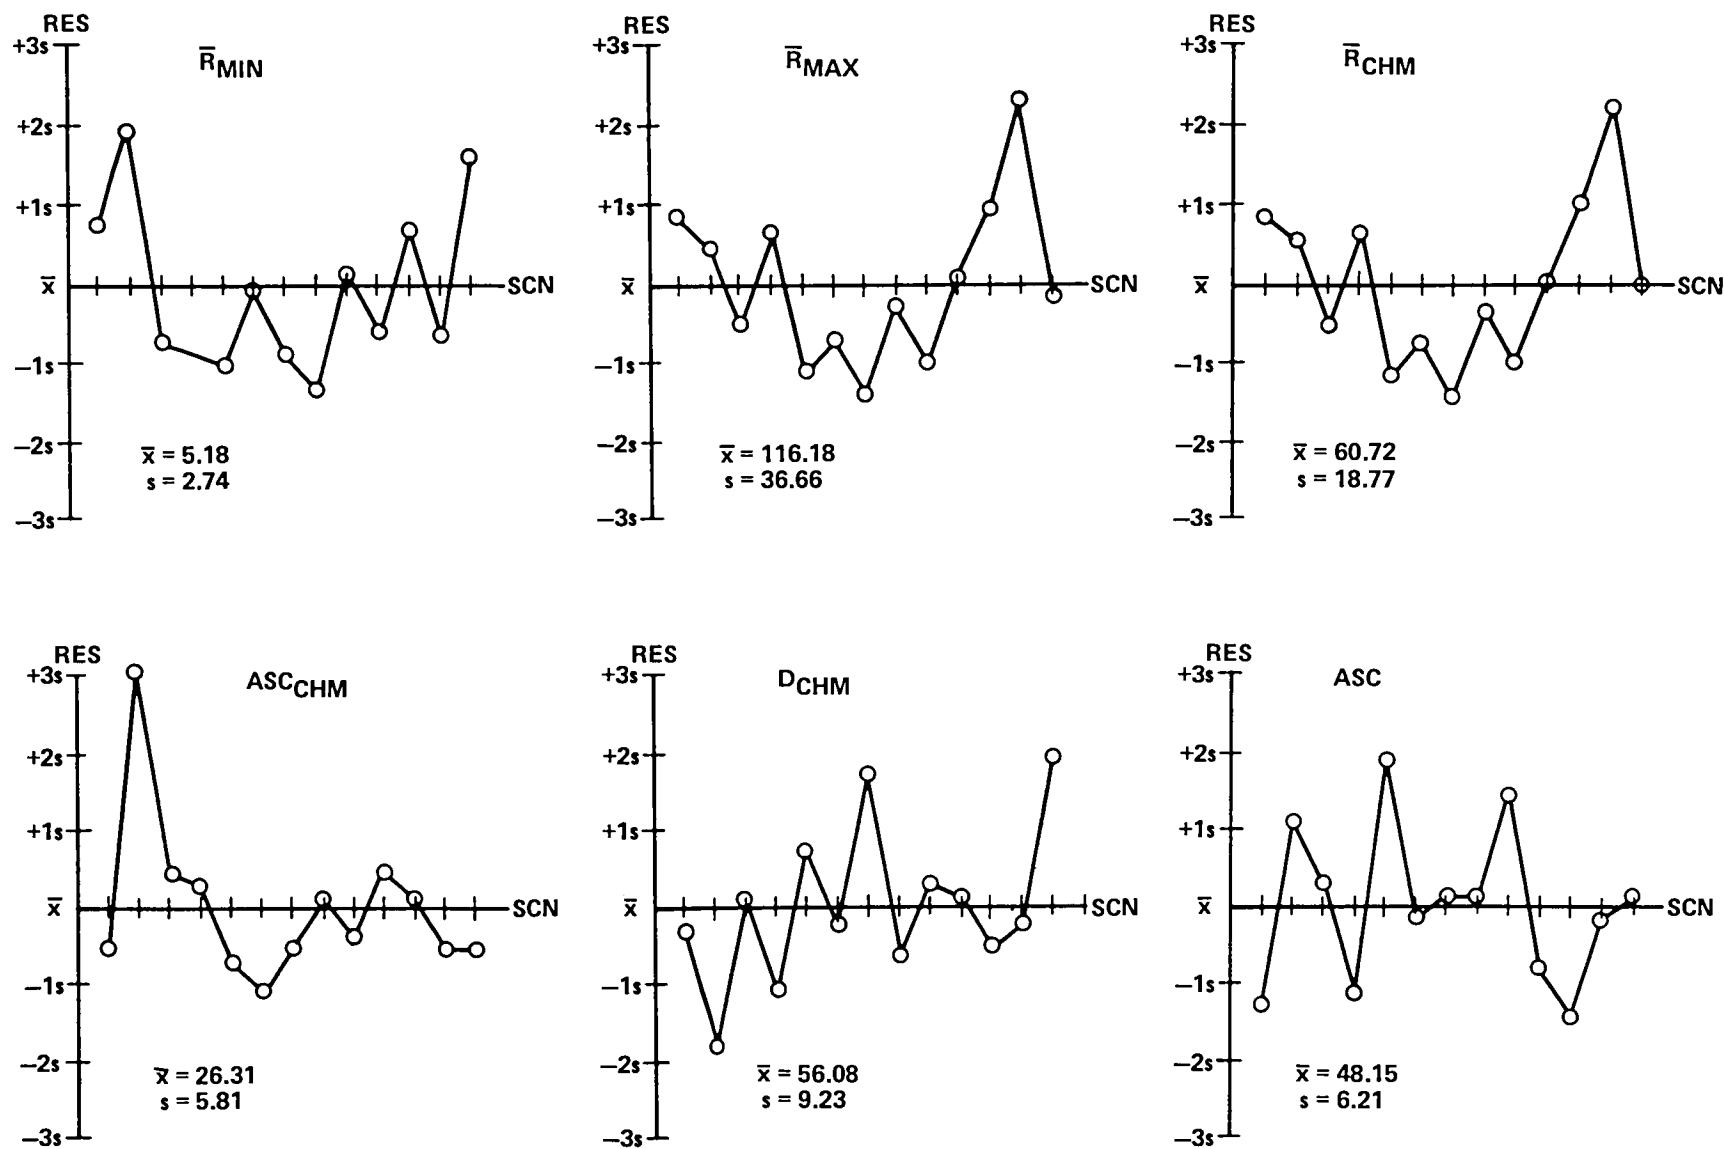 RES
+3s
R̅MIN
+2s
+1s
x̅
SCN
−1s
−2s
x̅ = 5.18
s = 2.74
−3s
RES
+3s
R̅MAX
+2s
+1s
x̅
SCN
−1s
−2s
x̅ = 116.18
s = 36.66
−3s
RES
+3s
R̅CHM
+2s
+1s
x̅
SCN
−1s
−2s
x̅ = 60.72
s = 18.77
−3s
RES
+3s
ASCCHM
+2s
+1s
x̅
SCN
−1s
−2s
x̅ = 26.31
s = 5.81
−3s
RES
+3s
DCHM
+2s
+1s
x̅
SCN
−1s
−2s
x̅ = 56.08
s = 9.23
−3s
RES
+3s
ASC
+2s
+1s
x̅
SCN
−1s
−2s
x̅ = 48.15
s = 6.21
−3s